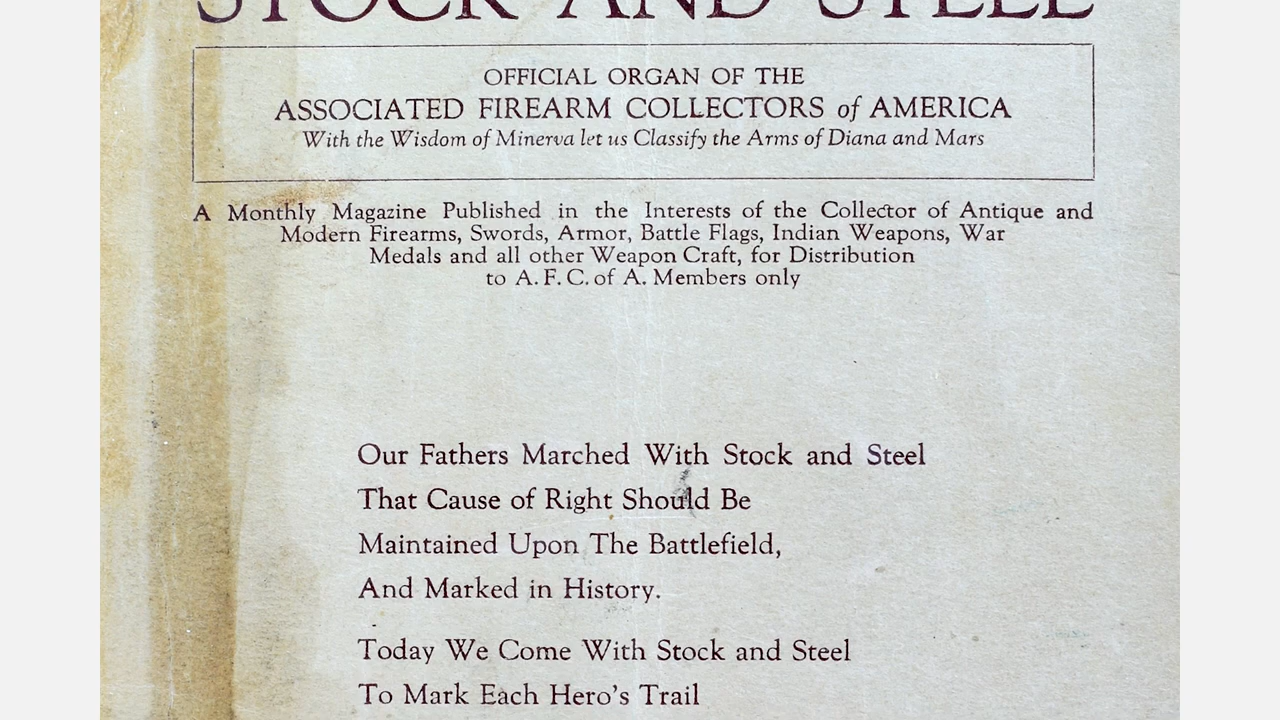 STOCK AND STEEL
OFFICIAL ORGAN OF THE
ASSOCIATED FIREARM COLLECTORS of AMERICA
With the Wisdom of Minerva let us Classify the Arms of Diana and Mars
A Monthly Magazine Published in the Interests of the Collector of Antique and
Modern Firearms, Swords, Armor, Battle Flags, Indian Weapons, War
Medals and all other Weapon Craft, for Distribution
to A. F. C. of A. Members only
Our Fathers Marched With Stock and Steel
That Cause of Right Should Be
Maintained Upon The Battlefield,
And Marked in History.
Today We Come With Stock and Steel
To Mark Each Hero's Trail